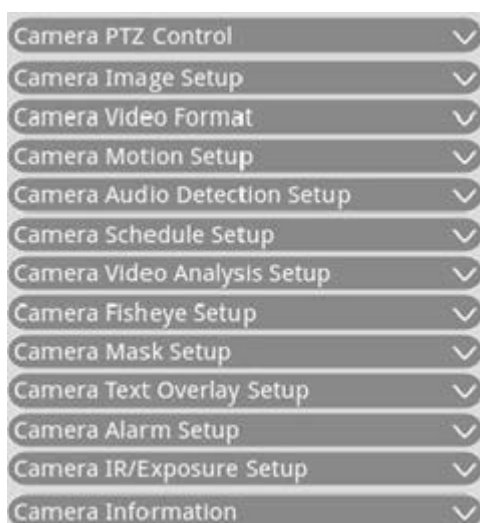 Camera PTZ Control
Camera Image Setup
Camera Video Format
Camera Motion Setup
Camera Audio Detection Setup
Camera Schedule Setup
Camera Video Analysis Setup
Camera Fisheye Setup
Camera Mask Setup
Camera Text Overlay Setup
Camera Alarm Setup
Camera IR/Exposure Setup
Camera Information